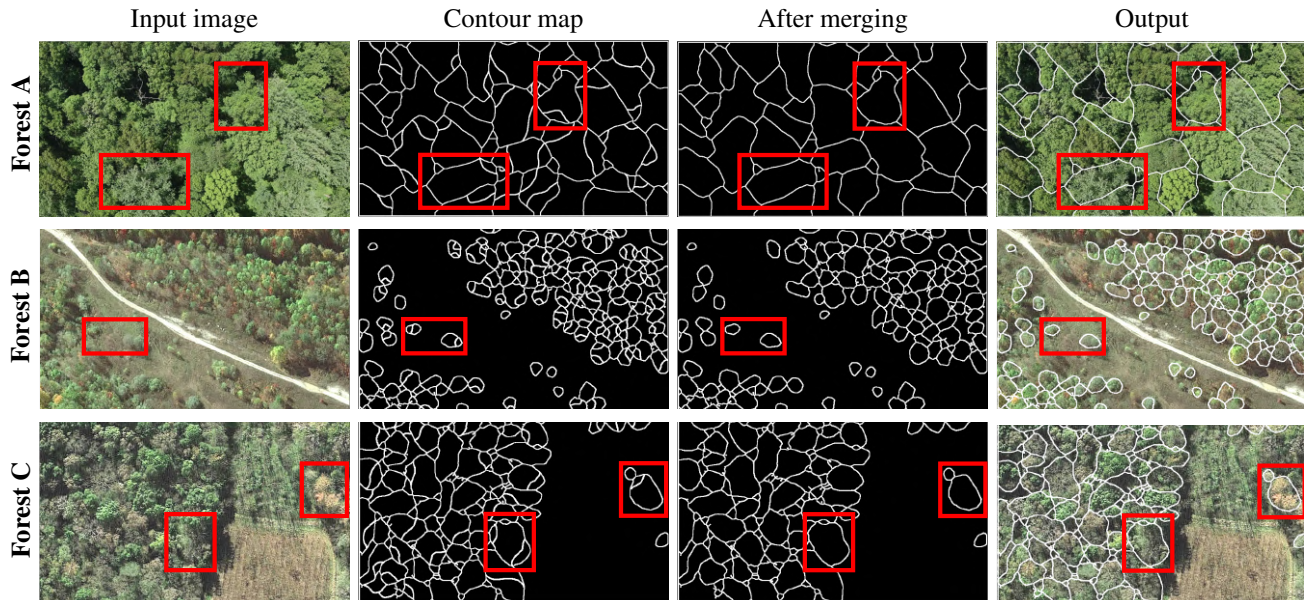 Input image
Contour map
After merging
Output
Forest A
Forest B
Forest C